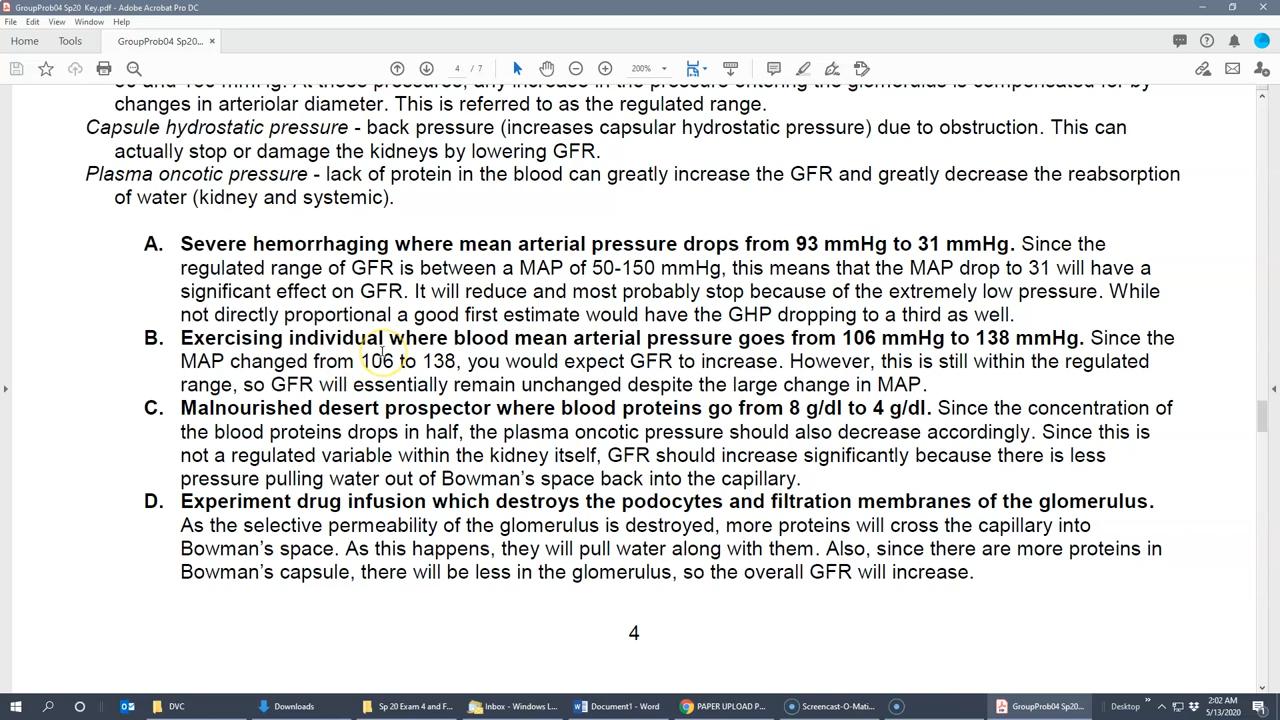 GroupProb04 Sp20 Key.pdf - Adobe Acrobat Pro DC
File Edit View Window Help
Home Tools GroupProb04 Sp20... ×
4 / 7 200%
changes in arteriolar diameter. This is referred to as the regulated range.
Capsule hydrostatic pressure - back pressure (increases capsular hydrostatic pressure) due to obstruction. This can
actually stop or damage the kidneys by lowering GFR.
Plasma oncotic pressure - lack of protein in the blood can greatly increase the GFR and greatly decrease the reabsorption
of water (kidney and systemic).
A. Severe hemorrhaging where mean arterial pressure drops from 93 mmHg to 31 mmHg. Since the
regulated range of GFR is between a MAP of 50-150 mmHg, this means that the MAP drop to 31 will have a
significant effect on GFR. It will reduce and most probably stop because of the extremely low pressure. While
not directly proportional a good first estimate would have the GHP dropping to a third as well.
B. Exercising individual where blood mean arterial pressure goes from 106 mmHg to 138 mmHg. Since the
MAP changed from 106 to 138, you would expect GFR to increase. However, this is still within the regulated
range, so GFR will essentially remain unchanged despite the large change in MAP.
C. Malnourished desert prospector where blood proteins go from 8 g/dl to 4 g/dl. Since the concentration of
the blood proteins drops in half, the plasma oncotic pressure should also decrease accordingly. Since this is
not a regulated variable within the kidney itself, GFR should increase significantly because there is less
pressure pulling water out of Bowman's space back into the capillary.
D. Experiment drug infusion which destroys the podocytes and filtration membranes of the glomerulus.
As the selective permeability of the glomerulus is destroyed, more proteins will cross the capillary into
Bowman's space. As this happens, they will pull water along with them. Also, since there are more proteins in
Bowman's capsule, there will be less in the glomerulus, so the overall GFR will increase.
4
DVC Downloads Sp 20 Exam 4 and F... Inbox - Windows L... Document1 - Word PAPER UPLOAD P... Screencast-O-Mati... GroupProb04 Sp20... Desktop 2:02 AM
5/13/2020